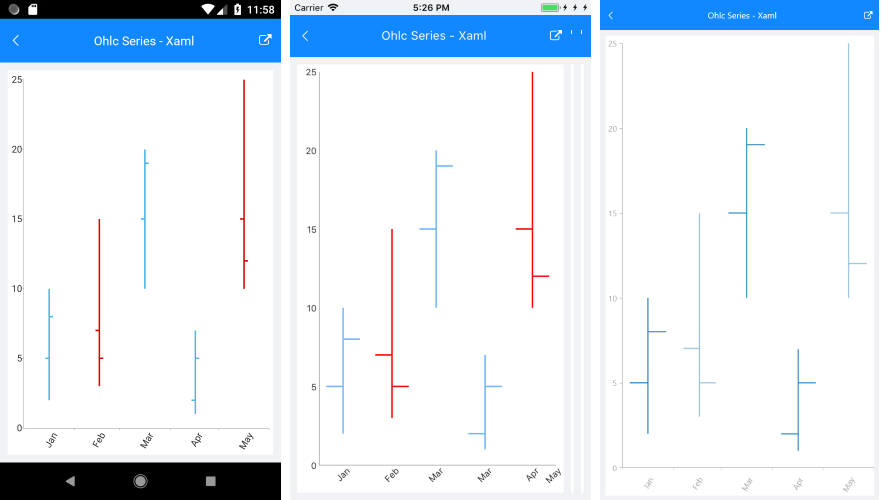 11:58
Ohlc Series - Xaml
25
20
15
10
5
0
Jan
Feb
Mar
Apr
May
Carrier
5:26 PM
Ohlc Series - Xaml
25
20
15
10
5
0
Jan
Feb
Mar
Mar
Apr
May
Ohlc Series - Xaml
25
20
15
10
5
0
Jan
Feb
Mar
Apr
May